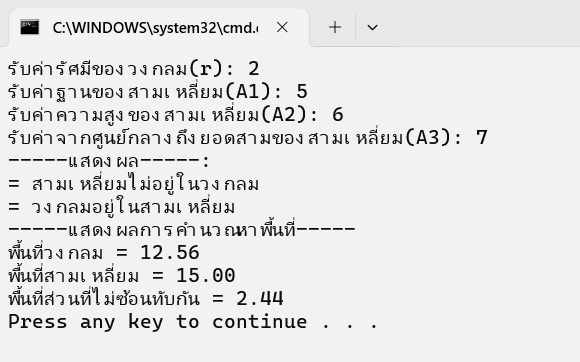 C:\WINDOWS\system32\cmd.
รับค่ารัศมีของวงกลม(r): 2
รับค่าฐานของสามเหลี่ยม(A1): 5
รับค่าความสูงของสามเหลี่ยม(A2): 6
รับค่าจากศูนย์กลางถึงยอดสามของสามเหลี่ยม(A3): 7
-----แสดงผล-----:
= สามเหลี่ยมไม่อยู่ในวงกลม
= วงกลมอยู่ในสามเหลี่ยม
-----แสดงผลการคำนวณหาพื้นที่-----
พื้นที่วงกลม = 12.56
พื้นที่สามเหลี่ยม = 15.00
พื้นที่ส่วนที่ไม่ซ้อนทับกัน = 2.44
Press any key to continue . . .